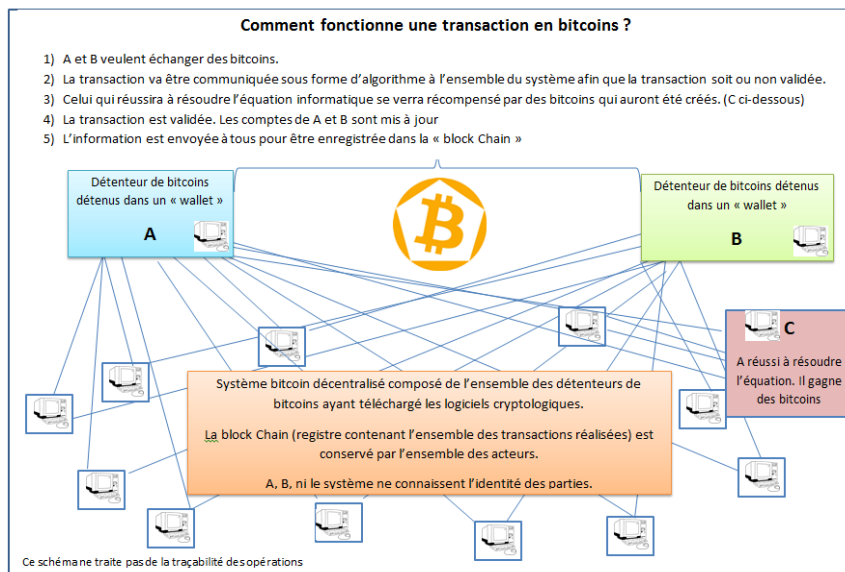 Comment fonctionne une transaction en bitcoins ?
1) A et B veulent échanger des bitcoins.
2) La transaction va être communiquée sous forme d'algorithme à l'ensemble du système afin que la transaction soit ou non validée.
3) Celui qui réussira à résoudre l'équation informatique se verra récompensé par des bitcoins qui auront été créés. (C ci-dessous)
4) La transaction est validée. Les comptes de A et B sont mis à jour
5) L'information est envoyée à tous pour être enregistrée dans la « block Chain »
Détenteur de bitcoins
détenus dans un « wallet »
A
Détenteur de bitcoins détenus
dans un « wallet »
B
C
A réussi à résoudre
l'équation. Il gagne
des bitcoins
Système bitcoin décentralisé composé de l'ensemble des détenteurs de
bitcoins ayant téléchargé les logiciels cryptologiques.
La block Chain (registre contenant l'ensemble des transactions réalisées) est
conservé par l'ensemble des acteurs.
A, B, ni le système ne connaissent l'identité des parties.
Ce schéma ne traite pas de la traçabilité des opérations